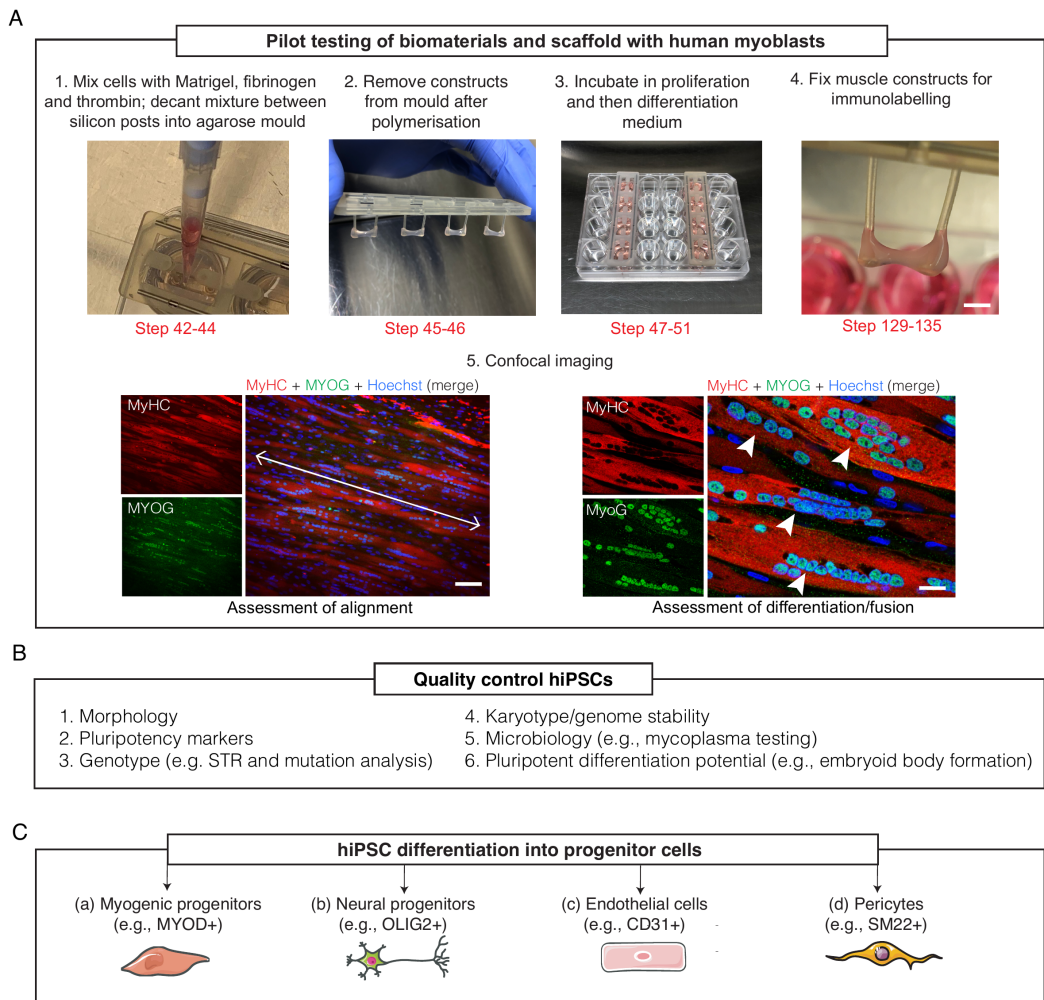 A
Pilot testing of biomaterials and scaffold with human myoblasts
1. Mix cells with Matrigel, fibrinogen
and thrombin; decant mixture between
silicon posts into agarose mould
2. Remove constructs
from mould after
polymerisation
3. Incubate in proliferation
and then differentiation
medium
4. Fix muscle constructs for
immunolabelling
Step 42-44
Step 45-46
Step 47-51
Step 129-135
5. Confocal imaging
MyHC + MYOG + Hoechst (merge)
MyHC
MYOG
Assessment of alignment
MyHC + MYOG + Hoechst (merge)
MyHC
MyoG
Assessment of differentiation/fusion
B
Quality control hiPSCs
1. Morphology
2. Pluripotency markers
3. Genotype (e.g. STR and mutation analysis)
4. Karyotype/genome stability
5. Microbiology (e.g., mycoplasma testing)
6. Pluripotent differentiation potential (e.g., embryoid body formation)
C
hiPSC differentiation into progenitor cells
(a) Myogenic progenitors
(e.g., MYOD+)
(b) Neural progenitors
(e.g., OLIG2+)
(c) Endothelial cells
(e.g., CD31+)
(d) Pericytes
(e.g., SM22+)